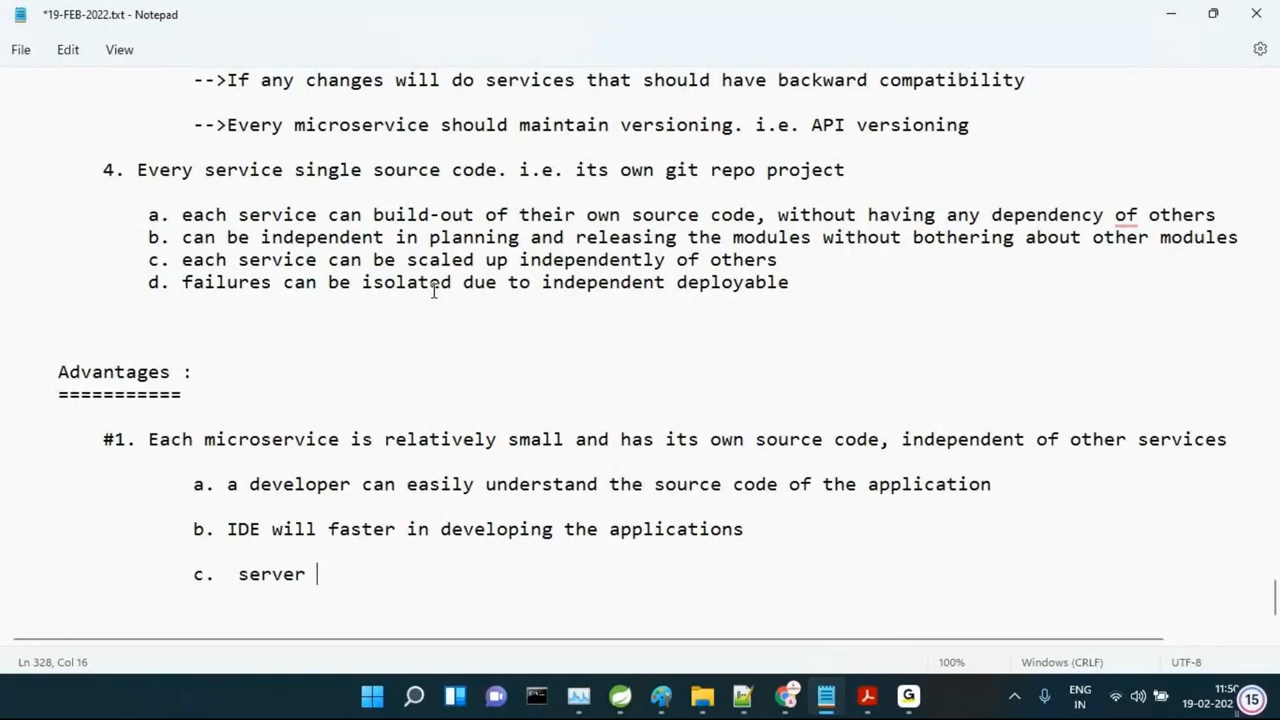 *19-FEB-2022.txt - Notepad
File Edit View
-->If any changes will do services that should have backward compatibility
-->Every microservice should maintain versioning. i.e. API versioning
4. Every service single source code. i.e. its own git repo project
a. each service can build-out of their own source code, without having any dependency of others
b. can be independent in planning and releasing the modules without bothering about other modules
c. each service can be scaled up independently of others
d. failures can be isolated due to independent deployable
Advantages :
===========
#1. Each microservice is relatively small and has its own source code, independent of other services
a. a developer can easily understand the source code of the application
b. IDE will faster in developing the applications
c. server
Ln 328, Col 16 100% Windows (CRLF) UTF-8
ENG 11:50
IN 19-02-202 15